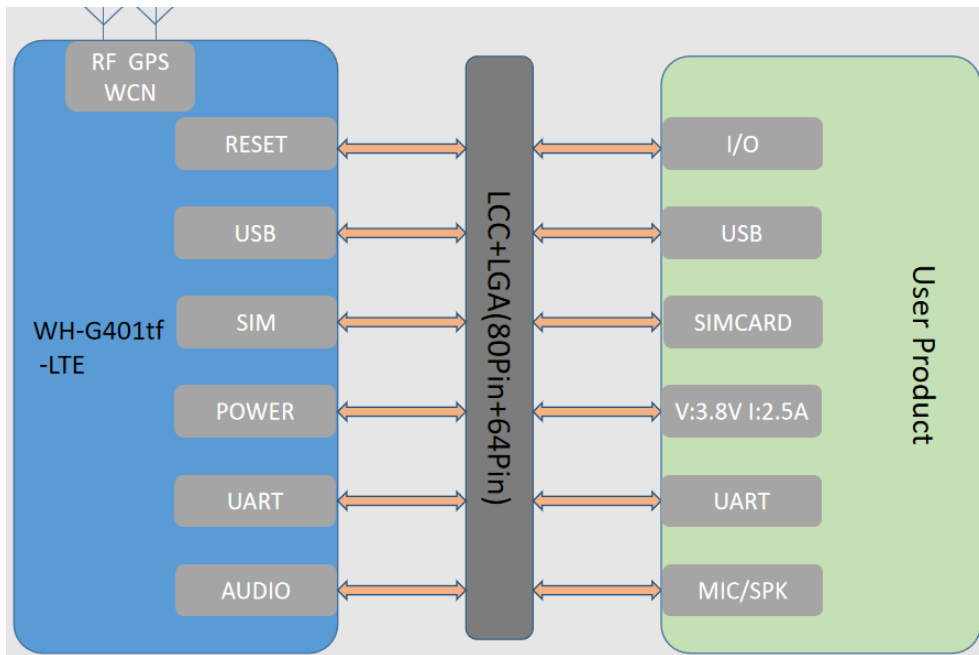 RF GPS
WCN
RESET
USB
SIM
WH-G401tf
-LTE
POWER
UART
AUDIO
LCC+LGA(80Pin+64Pin)
I/O
USB
SIMCARD
V:3.8V I:2.5A
UART
MIC/SPK
User Product